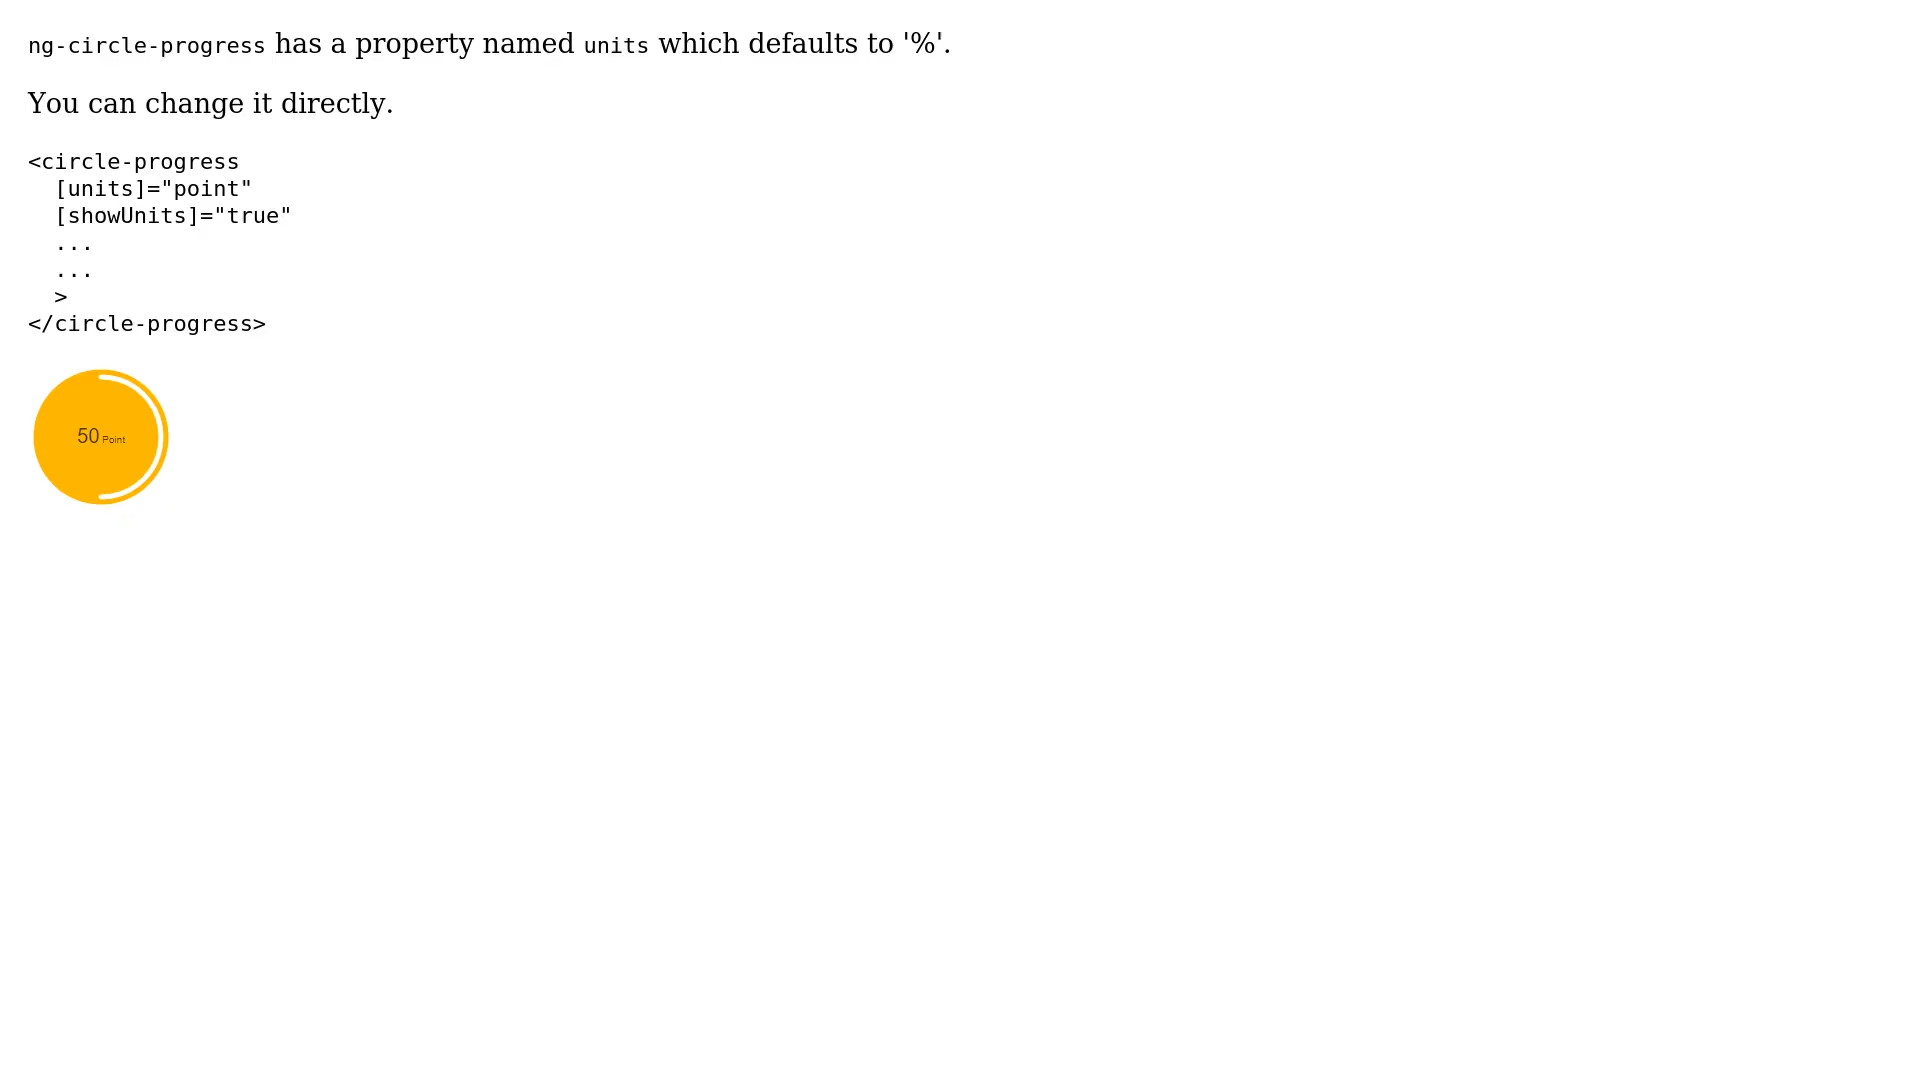 ng-circle-progress has a property named units which defaults to '%'.
You can change it directly.
<circle-progress
  [units]="point"
  [showUnits]="true"
  ...
  ...
  >
</circle-progress>
50 Point